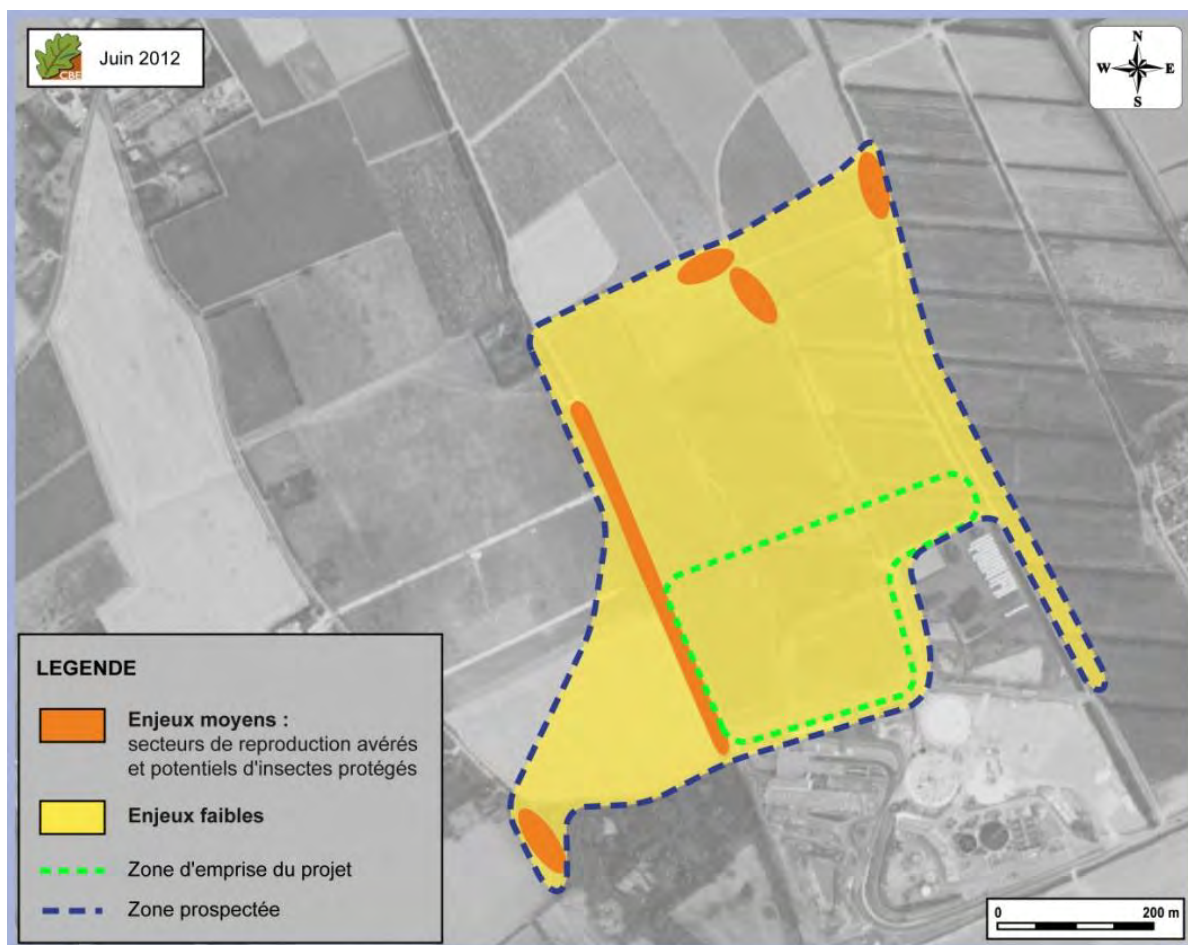 CBE
Juin 2012
N
W E
S
LEGENDE
Enjeux moyens :
secteurs de reproduction avérés
et potentiels d'insectes protégés
Enjeux faibles
Zone d'emprise du projet
Zone prospectée
0 200 m